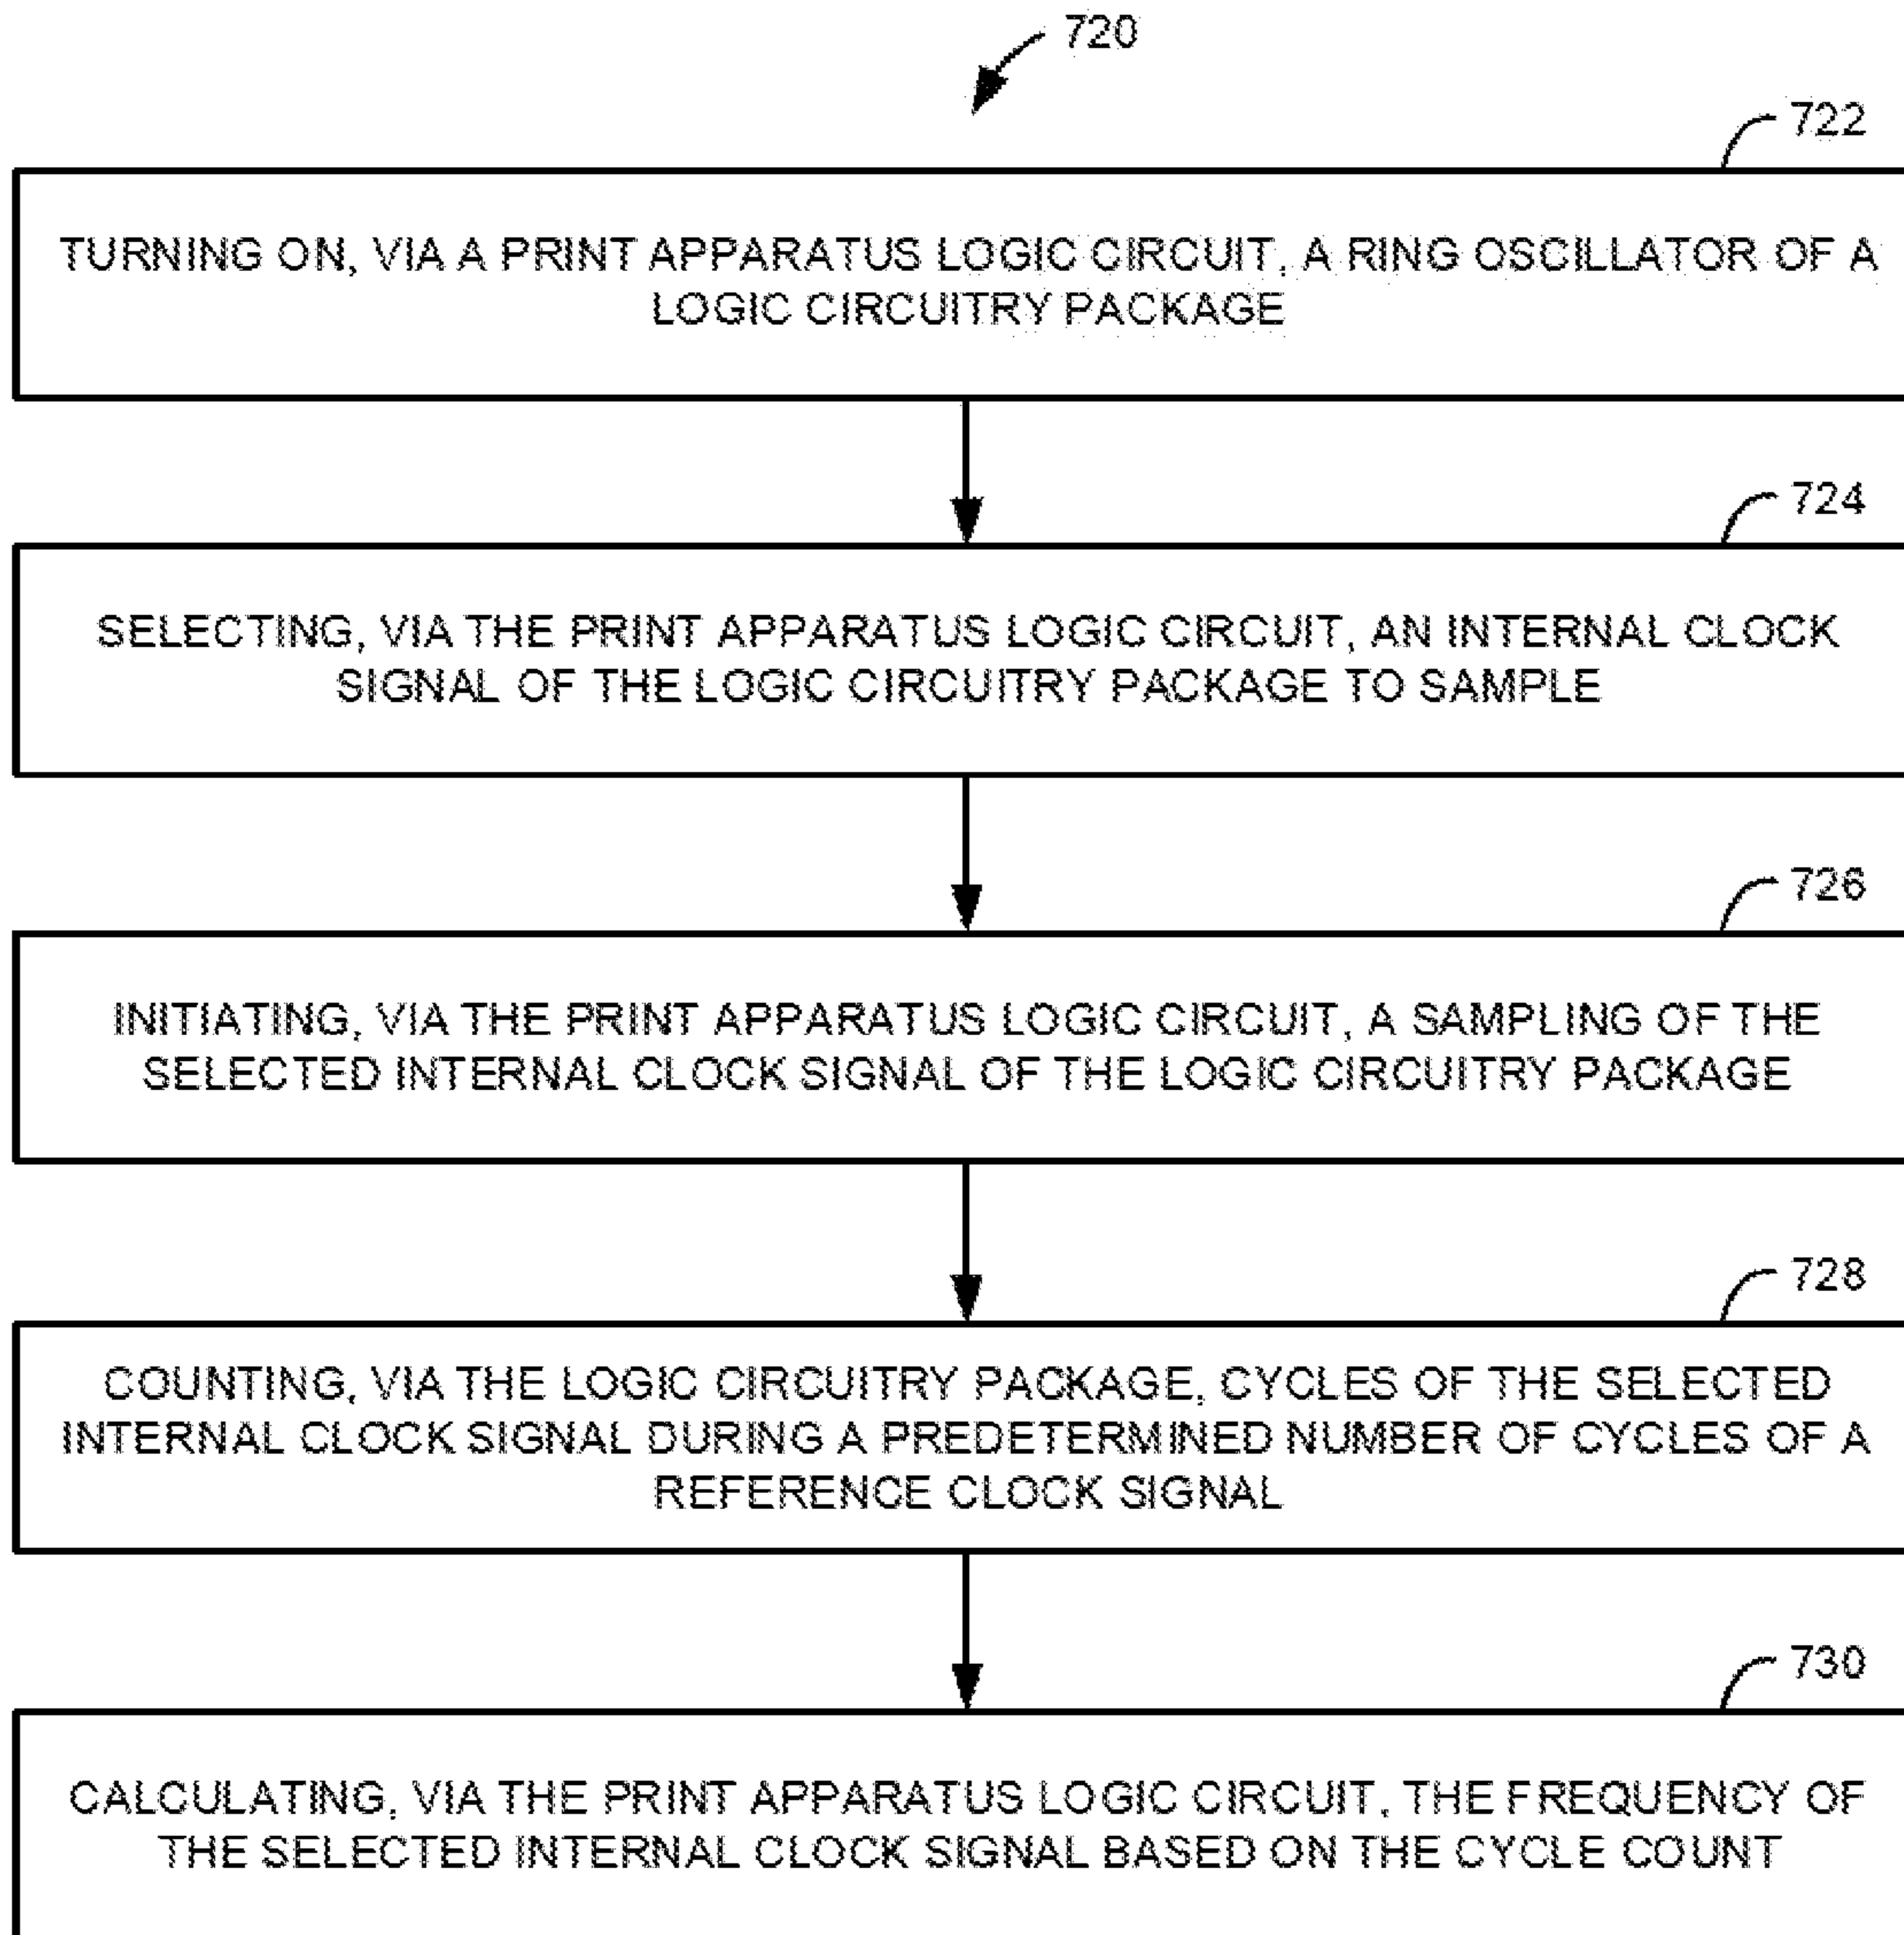 720
722
TURNING ON, VIA A PRINT APPARATUS LOGIC CIRCUIT, A RING OSCILLATOR OF A
LOGIC CIRCUITRY PACKAGE
724
SELECTING, VIA THE PRINT APPARATUS LOGIC CIRCUIT, AN INTERNAL CLOCK
SIGNAL OF THE LOGIC CIRCUITRY PACKAGE TO SAMPLE
726
INITIATING, VIA THE PRINT APPARATUS LOGIC CIRCUIT, A SAMPLING OF THE
SELECTED INTERNAL CLOCK SIGNAL OF THE LOGIC CIRCUITRY PACKAGE
728
COUNTING, VIA THE LOGIC CIRCUITRY PACKAGE, CYCLES OF THE SELECTED
INTERNAL CLOCK SIGNAL DURING A PREDETERMINED NUMBER OF CYCLES OF A
REFERENCE CLOCK SIGNAL
730
CALCULATING, VIA THE PRINT APPARATUS LOGIC CIRCUIT, THE FREQUENCY OF
THE SELECTED INTERNAL CLOCK SIGNAL BASED ON THE CYCLE COUNT